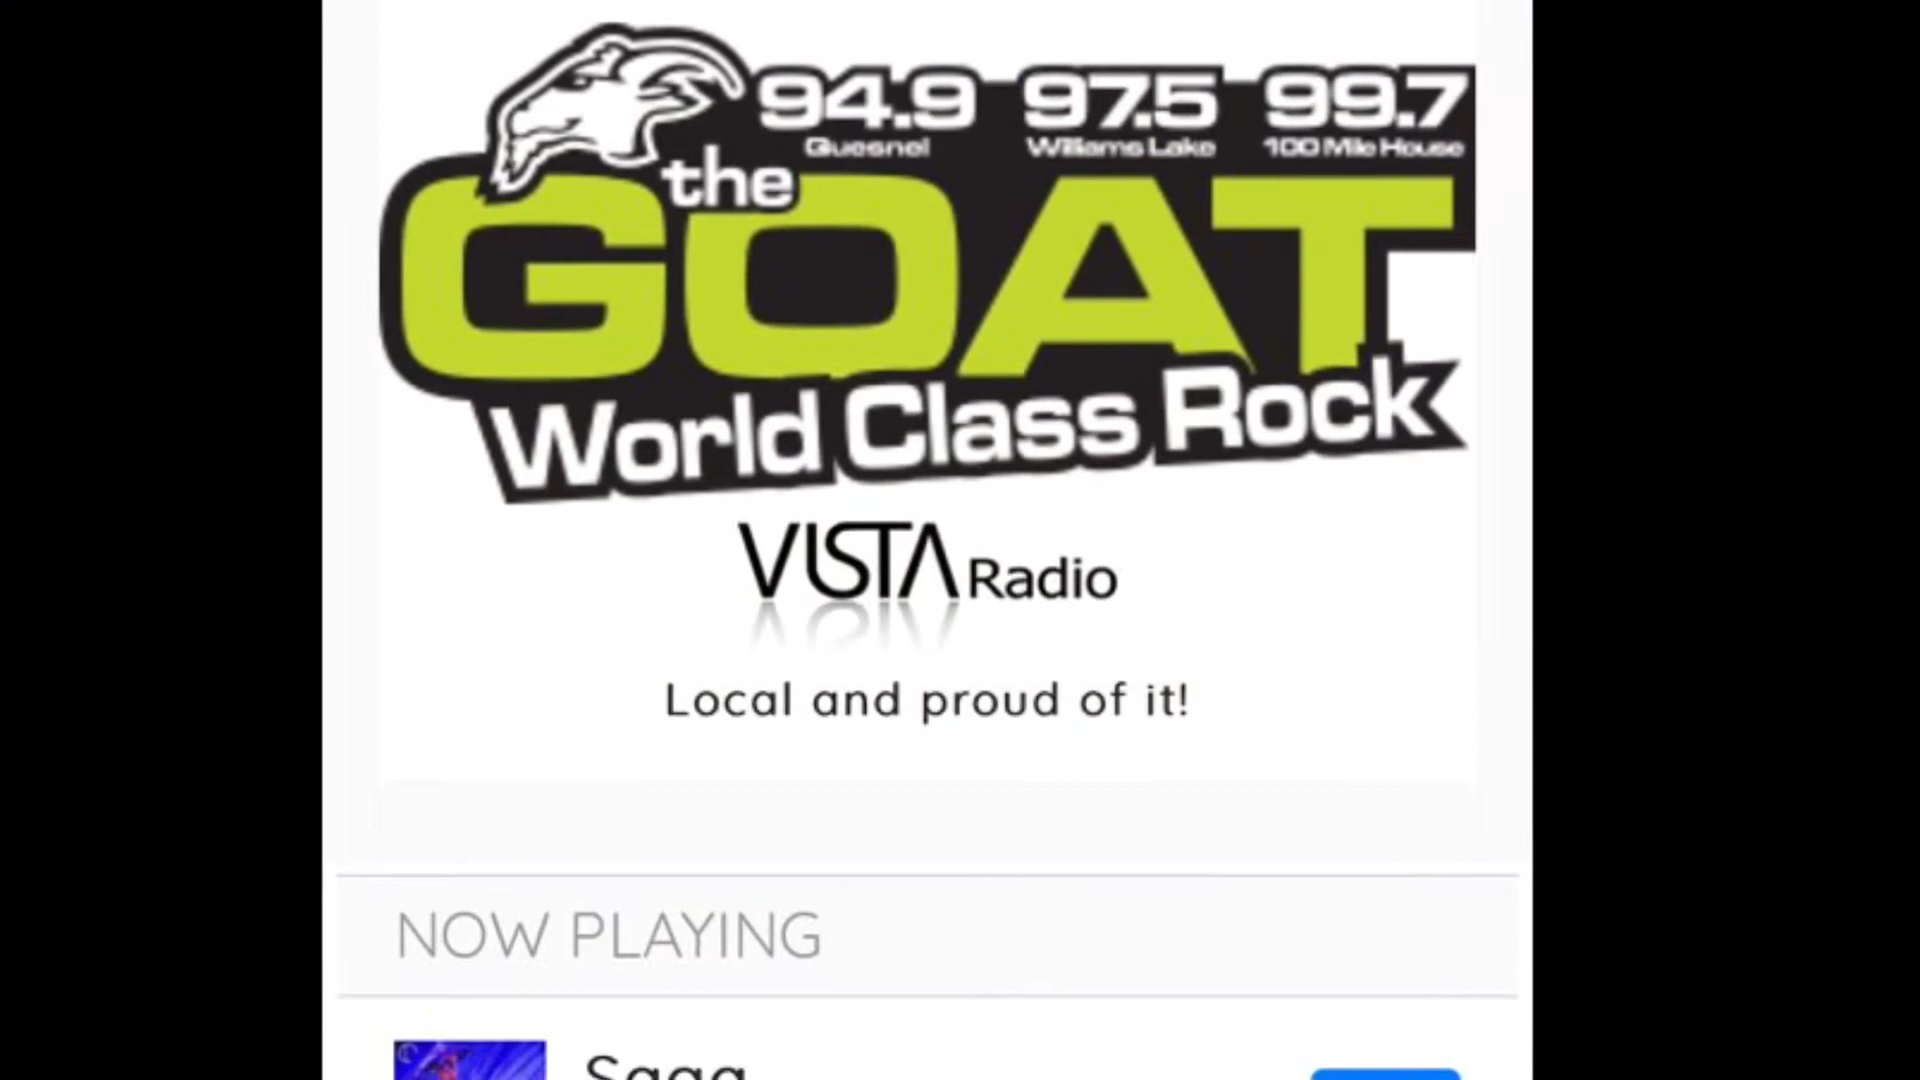 94.9 97.5 99.7
Quesnel Williams Lake 100 Mile House
the
GOAT
World Class Rock
VISTA Radio
Local and proud of it!
NOW PLAYING
Saga